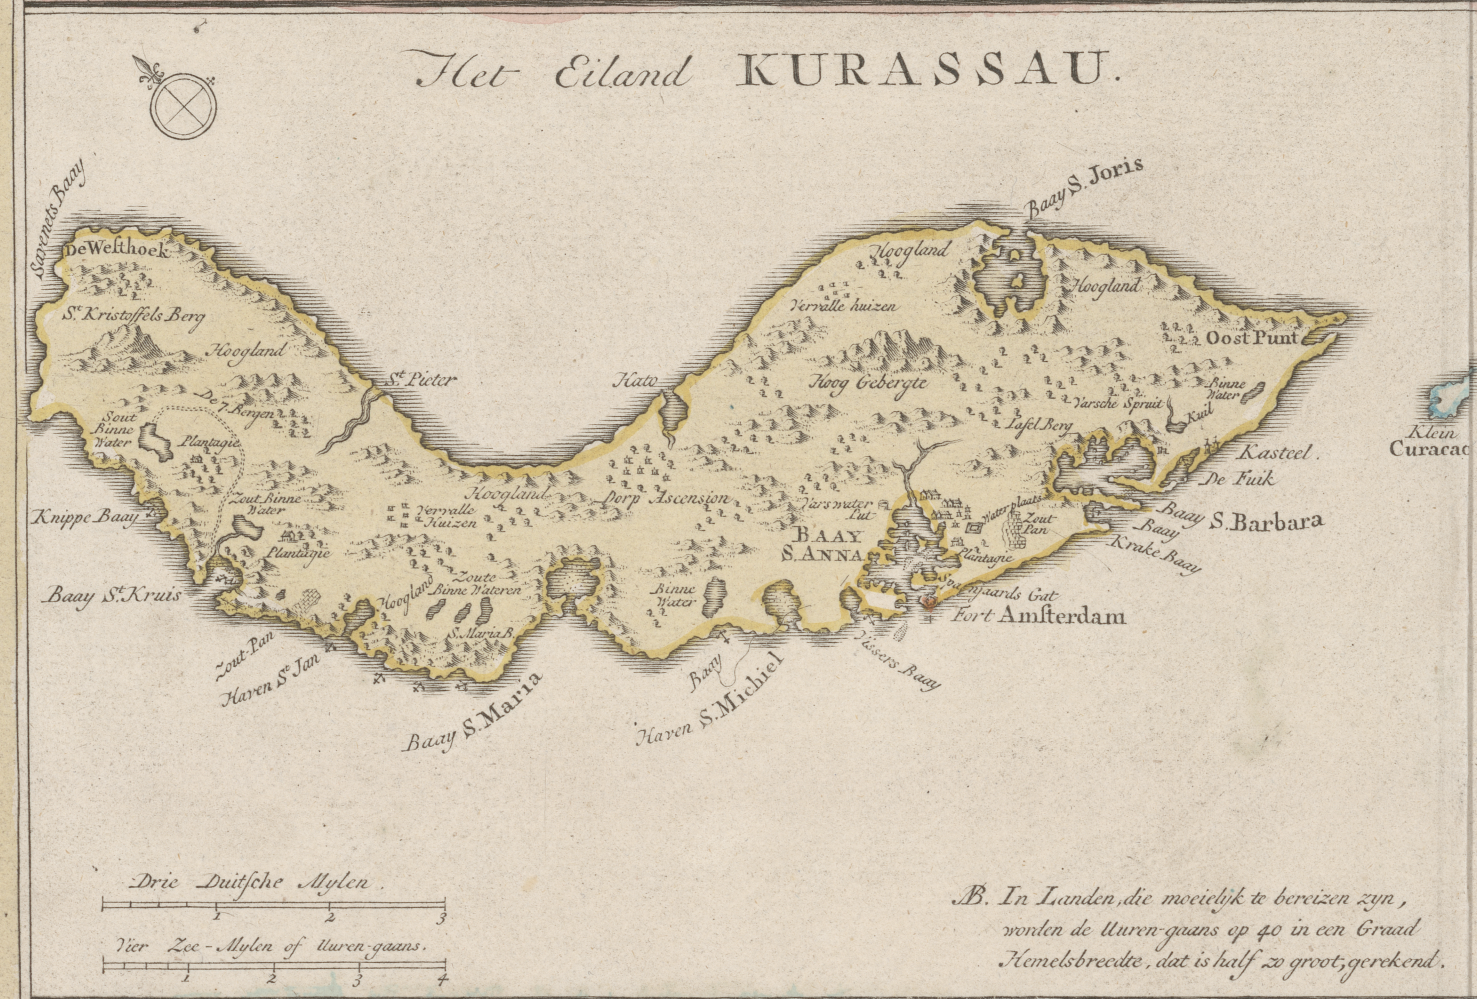 Het Eiland KURASSAU.
Savenets Baay
De Westhoek
St. Kristoffels Berg
Hoogland
De 7 Bergen
Sout
Binne
Water
Plantagie
St. Pieter
Hato
Baay S. Joris
Hoogland
Hoogland
Vervalle huizen
Oost Punt
Hoog Gebergte
Binne
Water
Varsche Spruit
Kuil
Tafel Berg
Klein
Curacao
Kasteel.
De Fuik
Knippe Baay
Zout Binne
Water
Plantagie
Vervalle
Huizen
Hoogland
Dorp Ascension
Varswater
Put
Waterplaats
Zout
Pan
BAAY
S. ANNA
Plantagie
Baay S. Barbara
Baay
Krake Baay
Baay St. Kruis
Hoogland
Zoute
Binne Wateren
S. Maria B.
Binne
Water
Fort Amsterdam
Zout-Pan
Haven St. Jan
Baay S. Maria
Baay
Haven S. Michiel
Vissers Baay
Drie Duitsche Mylen.
1 2 3
Vier Zee-Mylen of Uuren-gaans.
1 2 3 4
NB. In Landen, die moeielyk te bereizen zyn,
worden de Uuren-gaans op 40 in een Graad
Hemelsbreedte, dat is half zo groot, gerekend.